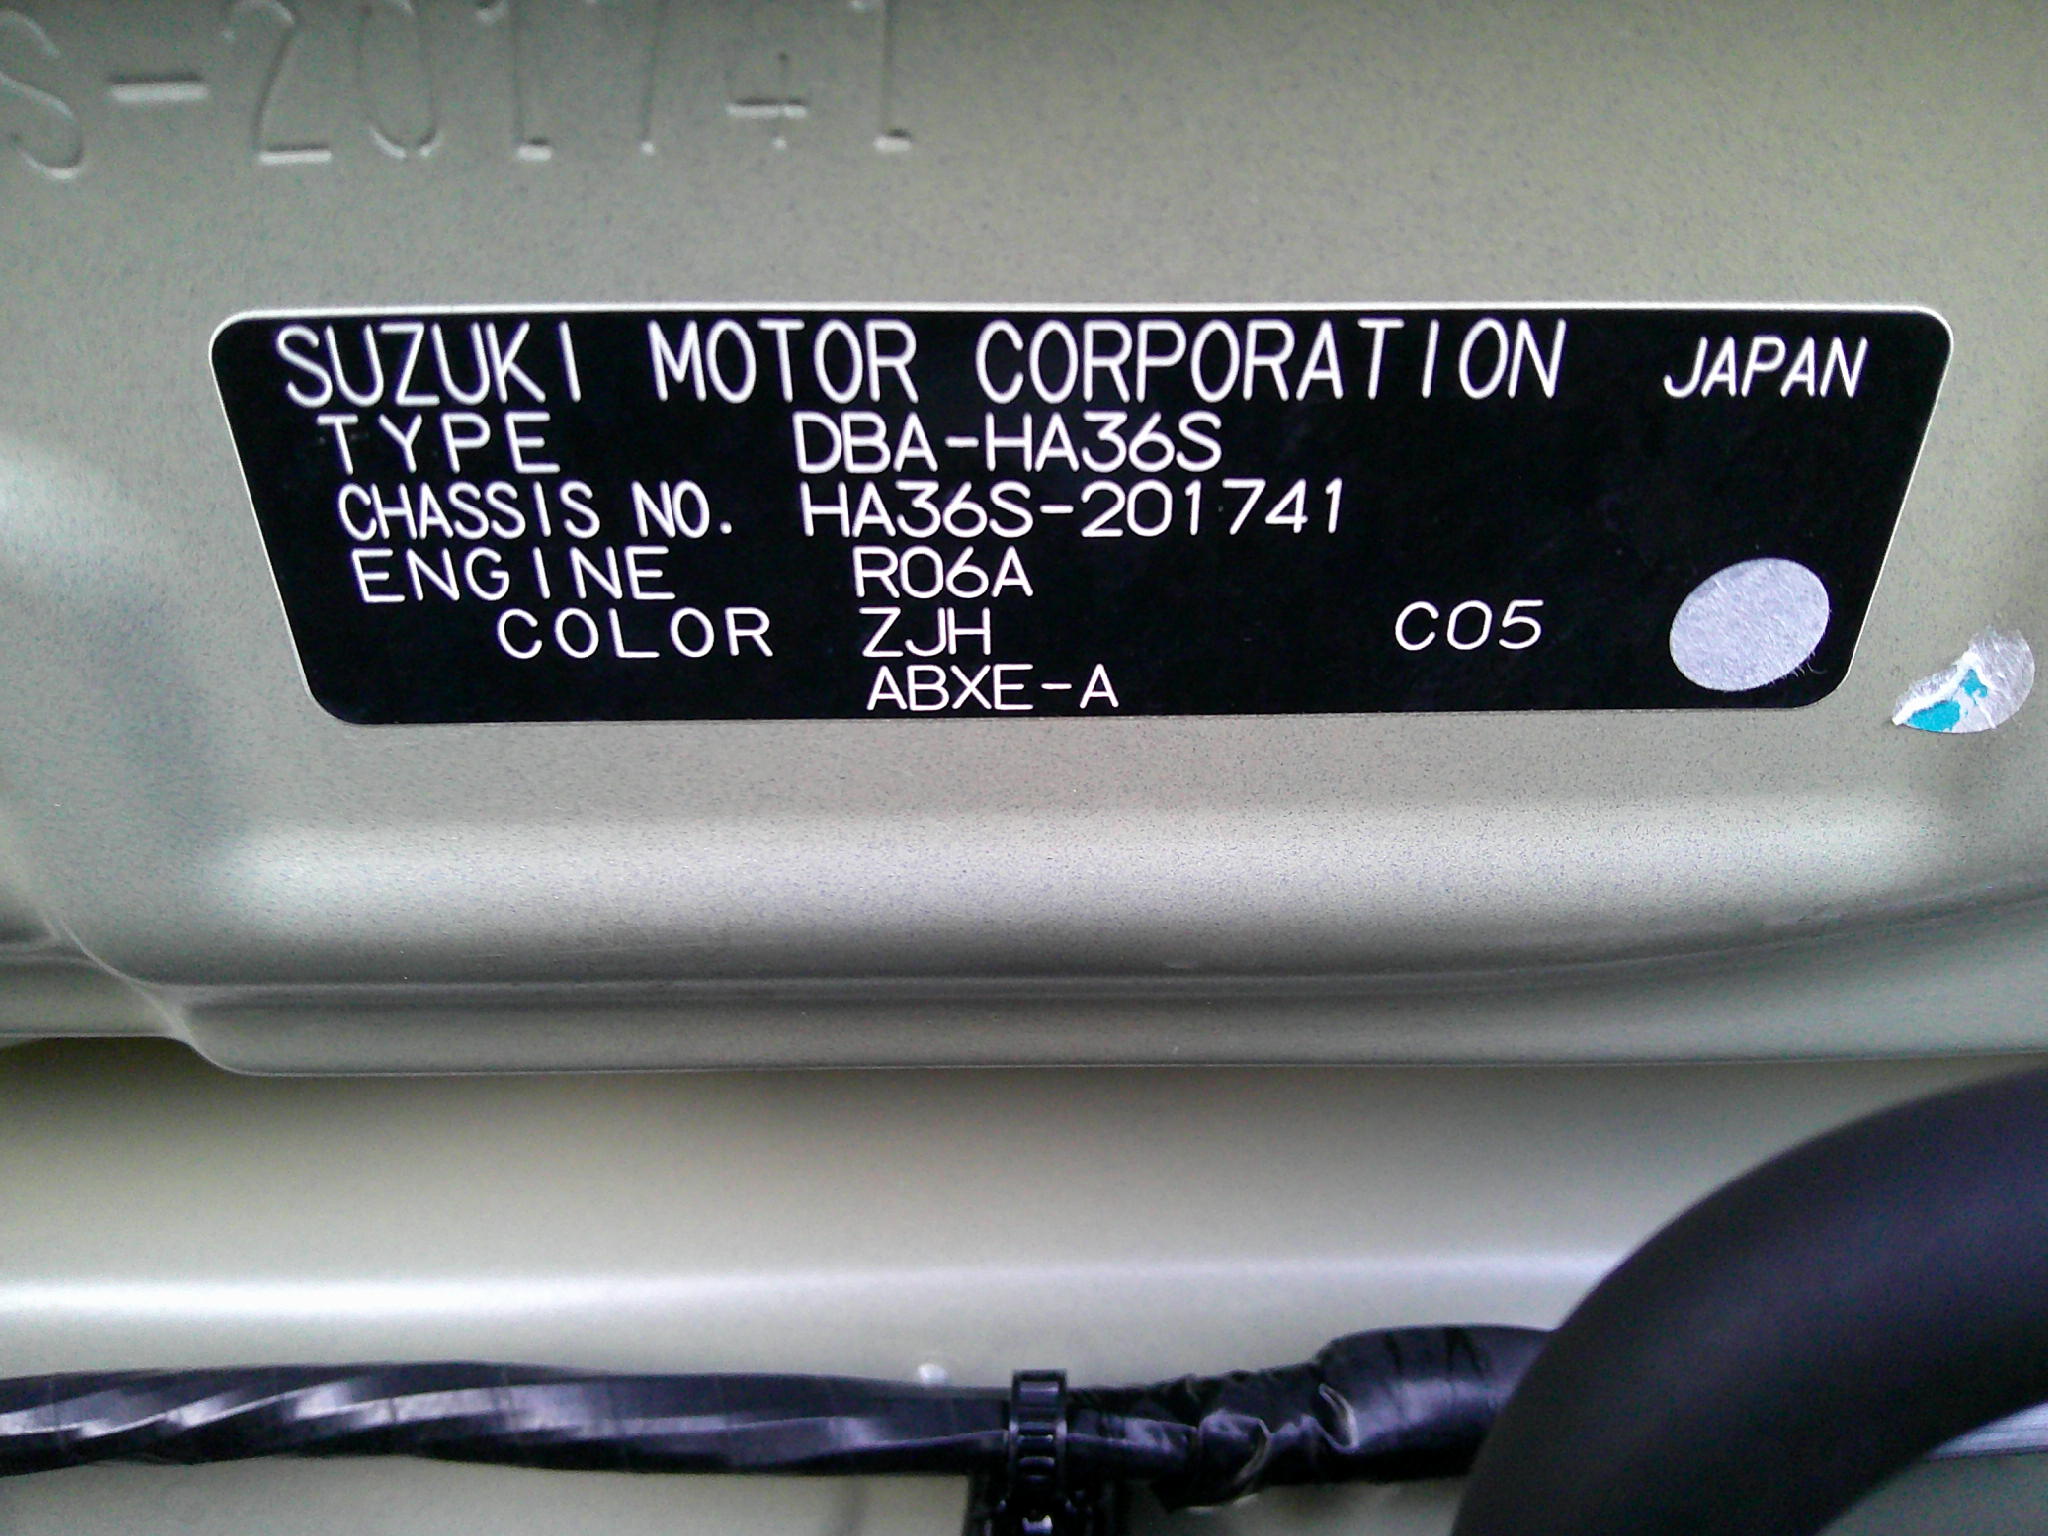 S-201741
SUZUKI MOTOR CORPORATION JAPAN
TYPE DBA-HA36S
CHASSIS NO. HA36S-201741
ENGINE R06A
COLOR ZJH C05
ABXE-A